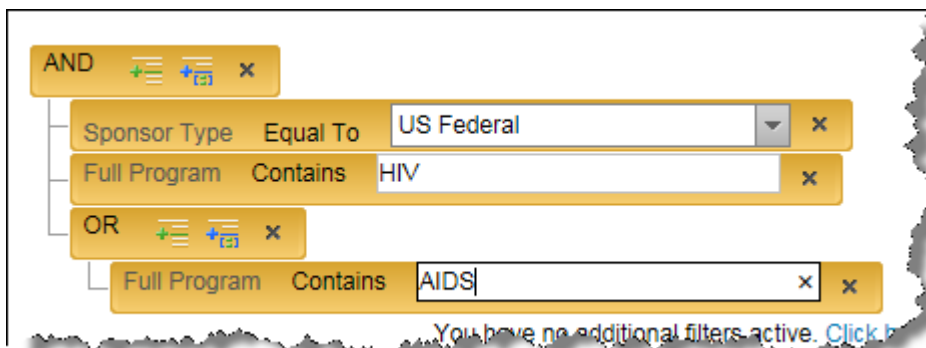 AND
Sponsor Type Equal To US Federal
Full Program Contains HIV
OR
Full Program Contains AIDS
You have no additional filters active. Click